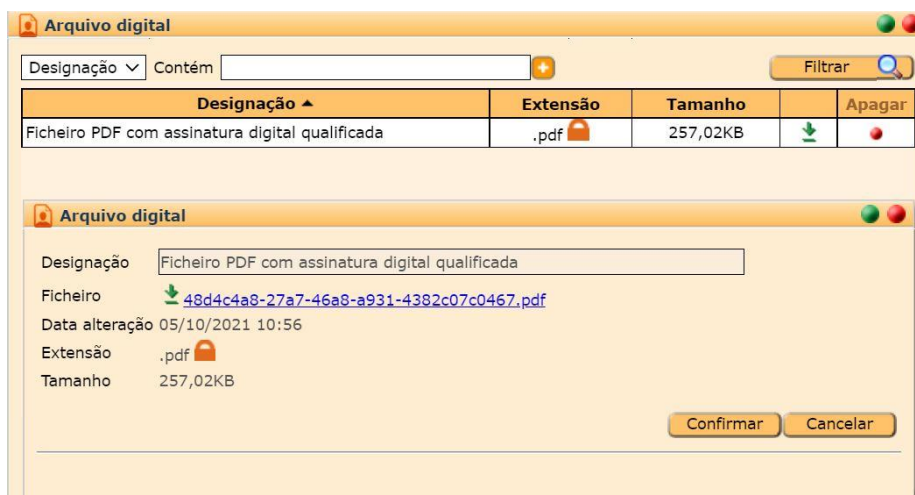 Arquivo digital
Designação Contém Filtrar
Designação Extensão Tamanho Apagar
Ficheiro PDF com assinatura digital qualificada .pdf 257,02KB
Arquivo digital
Designação Ficheiro PDF com assinatura digital qualificada
Ficheiro 48d4c4a8-27a7-46a8-a931-4382c07c0467.pdf
Data alteração 05/10/2021 10:56
Extensão .pdf
Tamanho 257,02KB
Confirmar Cancelar